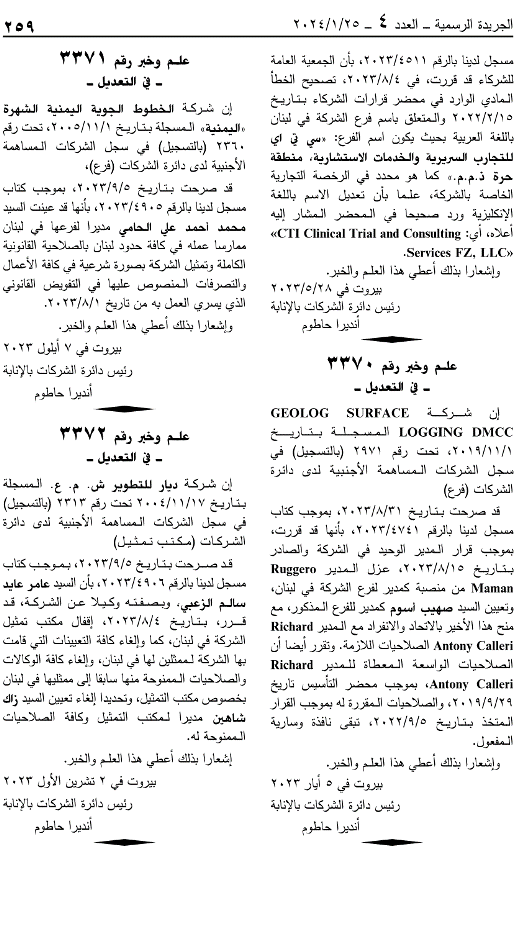 الجريدة الرسمية ــ العدد ٤ ــ ٢٠٢٤/١/٢٥
٢٥٩
مسجل لدينا بالرقم ٢٠٢٣/٤٥١١، بأن الجمعية العامة
للشركاء قد قررت، في ٢٠٢٣/٨/٤، تصحيح الخطأ
المادي الوارد في محضر قرارات الشركاء بتاريخ
٢٠٢٢/٢/١٥ والمتعلق باسم فرع الشركة في لبنان
باللغة العربية بحيث يكون اسم الفرع: «سي تي اي
للتجارب السريرية والخدمات الاستشارية، منطقة
حرة ذ.م.م.» كما هو محدد في الرخصة التجارية
الخاصة بالشركة، علماً بأن تعديل الاسم باللغة
الإنكليزية ورد صحيحا في المحضر المشار إليه
أعلاه، أي: «CTI Clinical Trial and Consulting
Services FZ, LLC».
وإشعارا بذلك أعطي هذا العلم والخبر.
بيروت في ٢٠٢٣/٥/٢٨
رئيس دائرة الشركات بالإنابة
أنديرا حاطوم
علم وخبر رقم ٣٣٧٠
ــ في التعديل ــ
إن شركة GEOLOG SURFACE
LOGGING DMCC المسجلة بتاريخ
٢٠١٩/١١/١، تحت رقم ٢٩٧١ (بالتسجيل) في
سجل الشركات المساهمة الأجنبية لدى دائرة
الشركات (فرع)
قد صرحت بتاريخ ٢٠٢٣/٨/٣١، بموجب كتاب
مسجل لدينا بالرقم ٢٠٢٣/٤٧٤١، بأنها قد قررت،
بموجب قرار المدير الوحيد في الشركة والصادر
بتاريخ ٢٠٢٣/٨/١٥، عزل المدير Ruggero
Maman من منصبة كمدير لفرع الشركة في لبنان،
وتعيين السيد صهيب اسوم كمدير للفرع المذكور، مع
منح هذا الأخير بالاتحاد والانفراد مع المدير Richard
Antony Calleri الصلاحيات اللازمة. وتقرر أيضا أن
الصلاحيات الواسعة المعطاة للمدير Richard
Antony Calleri، بموجب محضر التأسيس تاريخ
٢٠١٩/٩/٢٩، والصلاحيات المقررة له بموجب القرار
المتخذ بتاريخ ٢٠٢٢/٩/٥، تبقى نافذة وسارية
المفعول.
وإشعارا بذلك أعطي هذا العلم والخبر.
بيروت في ٥ أيار ٢٠٢٣
رئيس دائرة الشركات بالإنابة
أنديرا حاطوم
علم وخبر رقم ٣٣٧١
ــ في التعديل ــ
إن شركة الخطوط الجوية اليمنية الشهرة
«اليمنية» المسجلة بتاريخ ٢٠٠٥/١١/١، تحت رقم
٢٣٦٠ (بالتسجيل) في سجل الشركات المساهمة
الأجنبية لدى دائرة الشركات (فرع)،
قد صرحت بتاريخ ٢٠٢٣/٩/٥، بموجب كتاب
مسجل لدينا بالرقم ٢٠٢٣/٤٩٠٥، بأنها قد عينت السيد
محمد أحمد علي الحامي مديرا لفرعها في لبنان
ممارسا عمله في كافة حدود لبنان بالصلاحية القانونية
الكاملة وتمثيل الشركة بصورة شرعية في كافة الأعمال
والتصرفات المنصوص عليها في التفويض القانوني
الذي يسري العمل به من تاريخ ٢٠٢٣/٨/١.
وإشعارا بذلك أعطي هذا العلم والخبر.
بيروت في ٧ أيلول ٢٠٢٣
رئيس دائرة الشركات بالإنابة
أنديرا حاطوم
علم وخبر رقم ٣٣٧٢
ــ في التعديل ــ
إن شركة ديار للتطوير ش. م. ع. المسجلة
بتاريخ ٢٠٠٤/١١/١٧ تحت رقم ٢٣١٣ (بالتسجيل)
في سجل الشركات المساهمة الأجنبية لدى دائرة
الشركات (مكتب تمثيل)
قد صرحت بتاريخ ٢٠٢٣/٩/٥، بموجب كتاب
مسجل لدينا بالرقم ٢٠٢٣/٤٩٠٦، بأن السيد عامر عايد
سالم الزعبي، وبصفته وكيلا عن الشركة، قد
قرر، بتاريخ ٢٠٢٣/٨/٤، إقفال مكتب تمثيل
الشركة في لبنان، كما وإلغاء كافة التعيينات التي قامت
بها الشركة لممثلين لها في لبنان، وإلغاء كافة الوكالات
والصلاحيات الممنوحة منها سابقا إلى ممثليها في لبنان
بخصوص مكتب التمثيل، وتحديدا إلغاء تعيين السيد زاك
شاهين مديرا لمكتب التمثيل وكافة الصلاحيات
الممنوحة له.
إشعارا بذلك أعطي هذا العلم والخبر.
بيروت في ٢ تشرين الأول ٢٠٢٣
رئيس دائرة الشركات بالإنابة
أنديرا حاطوم